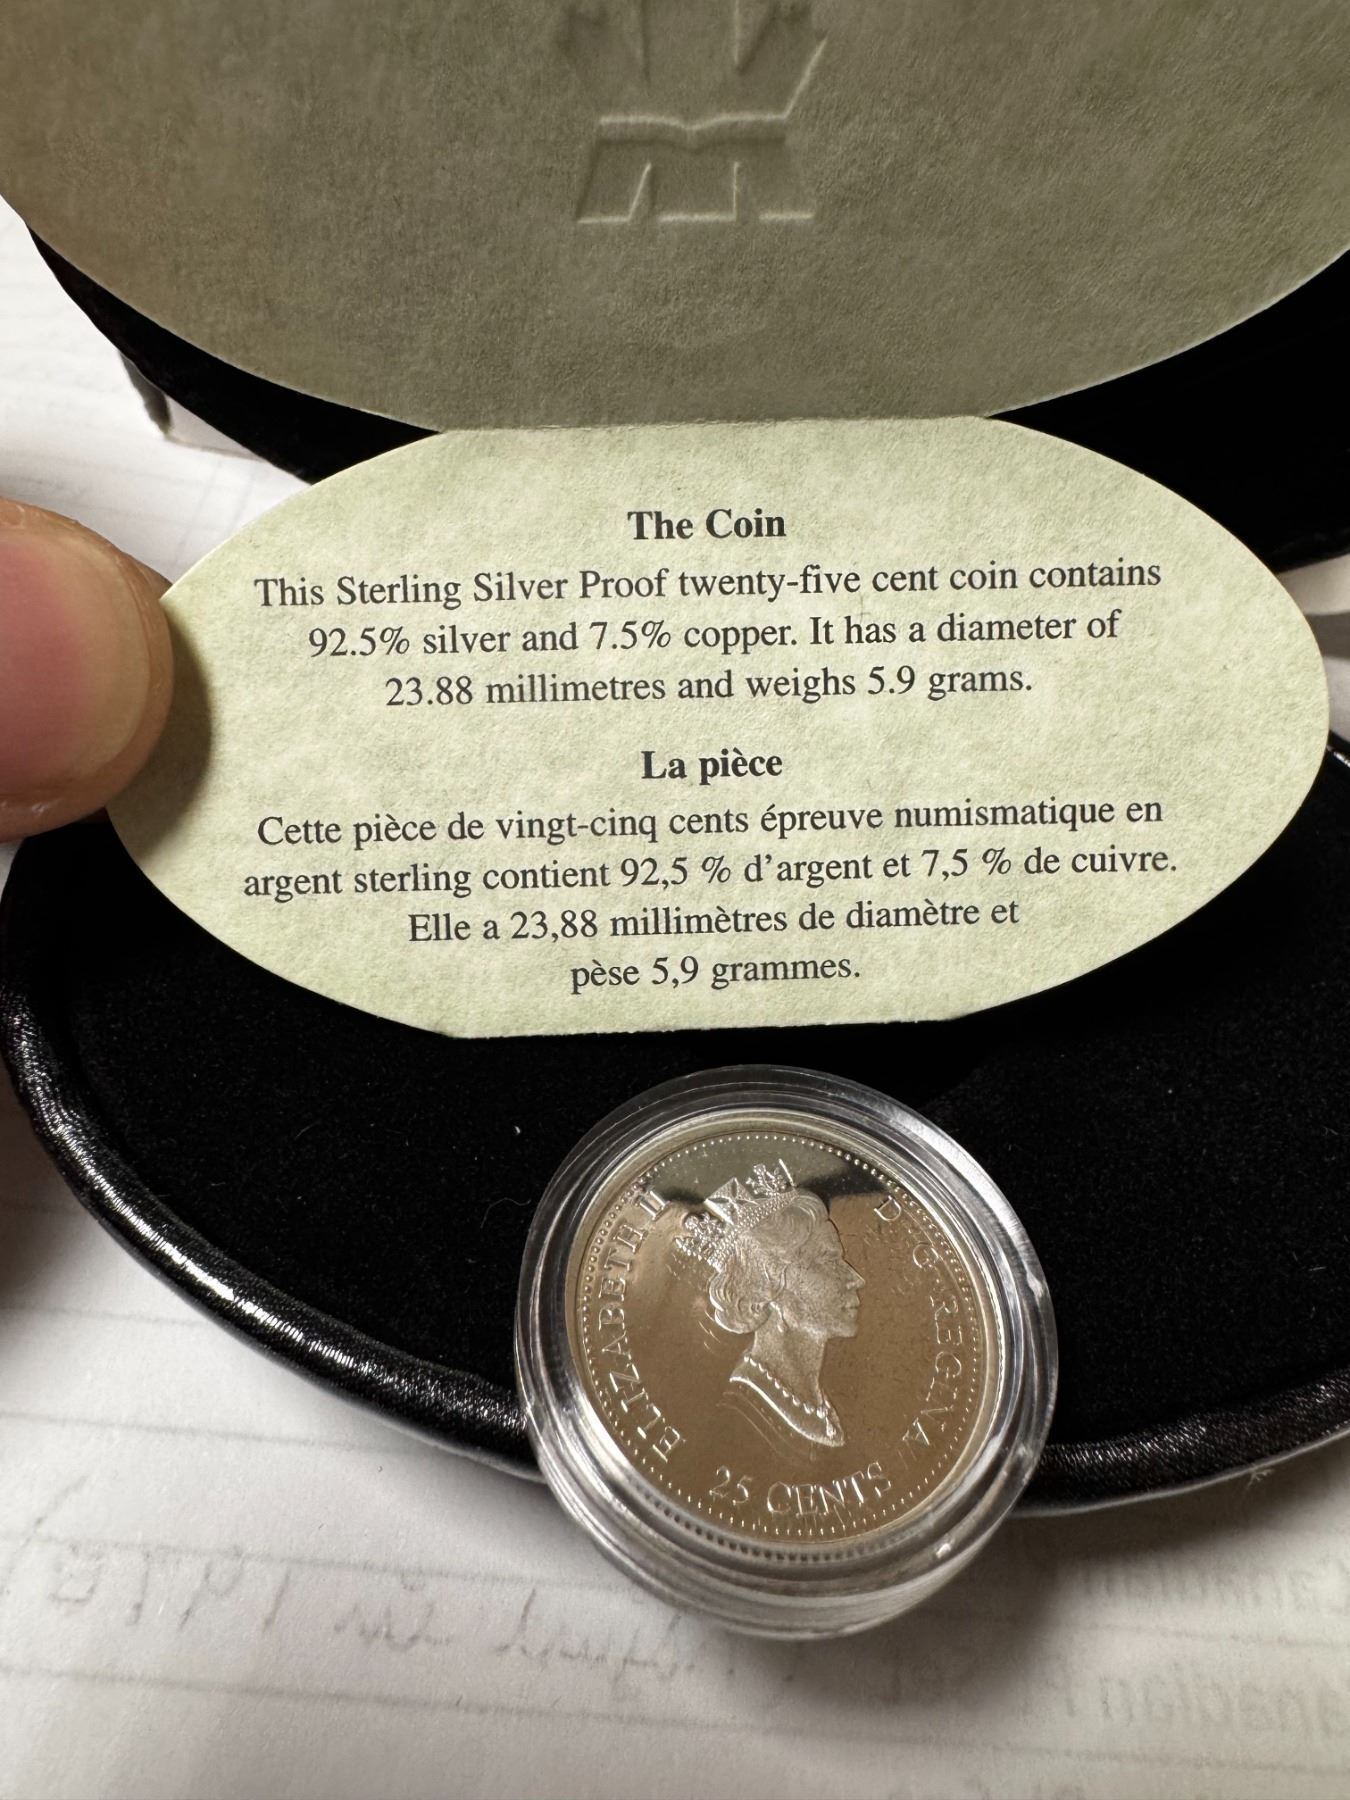 The Coin
This Sterling Silver Proof twenty-five cent coin contains
92.5% silver and 7.5% copper. It has a diameter of
23.88 millimetres and weighs 5.9 grams.
La pièce
Cette pièce de vingt-cinq cents épreuve numismatique en
argent sterling contient 92,5 % d'argent et 7,5 % de cuivre.
Elle a 23,88 millimètres de diamètre et
pèse 5,9 grammes.
ELIZABETH II D·G·REGINA
25 CENTS